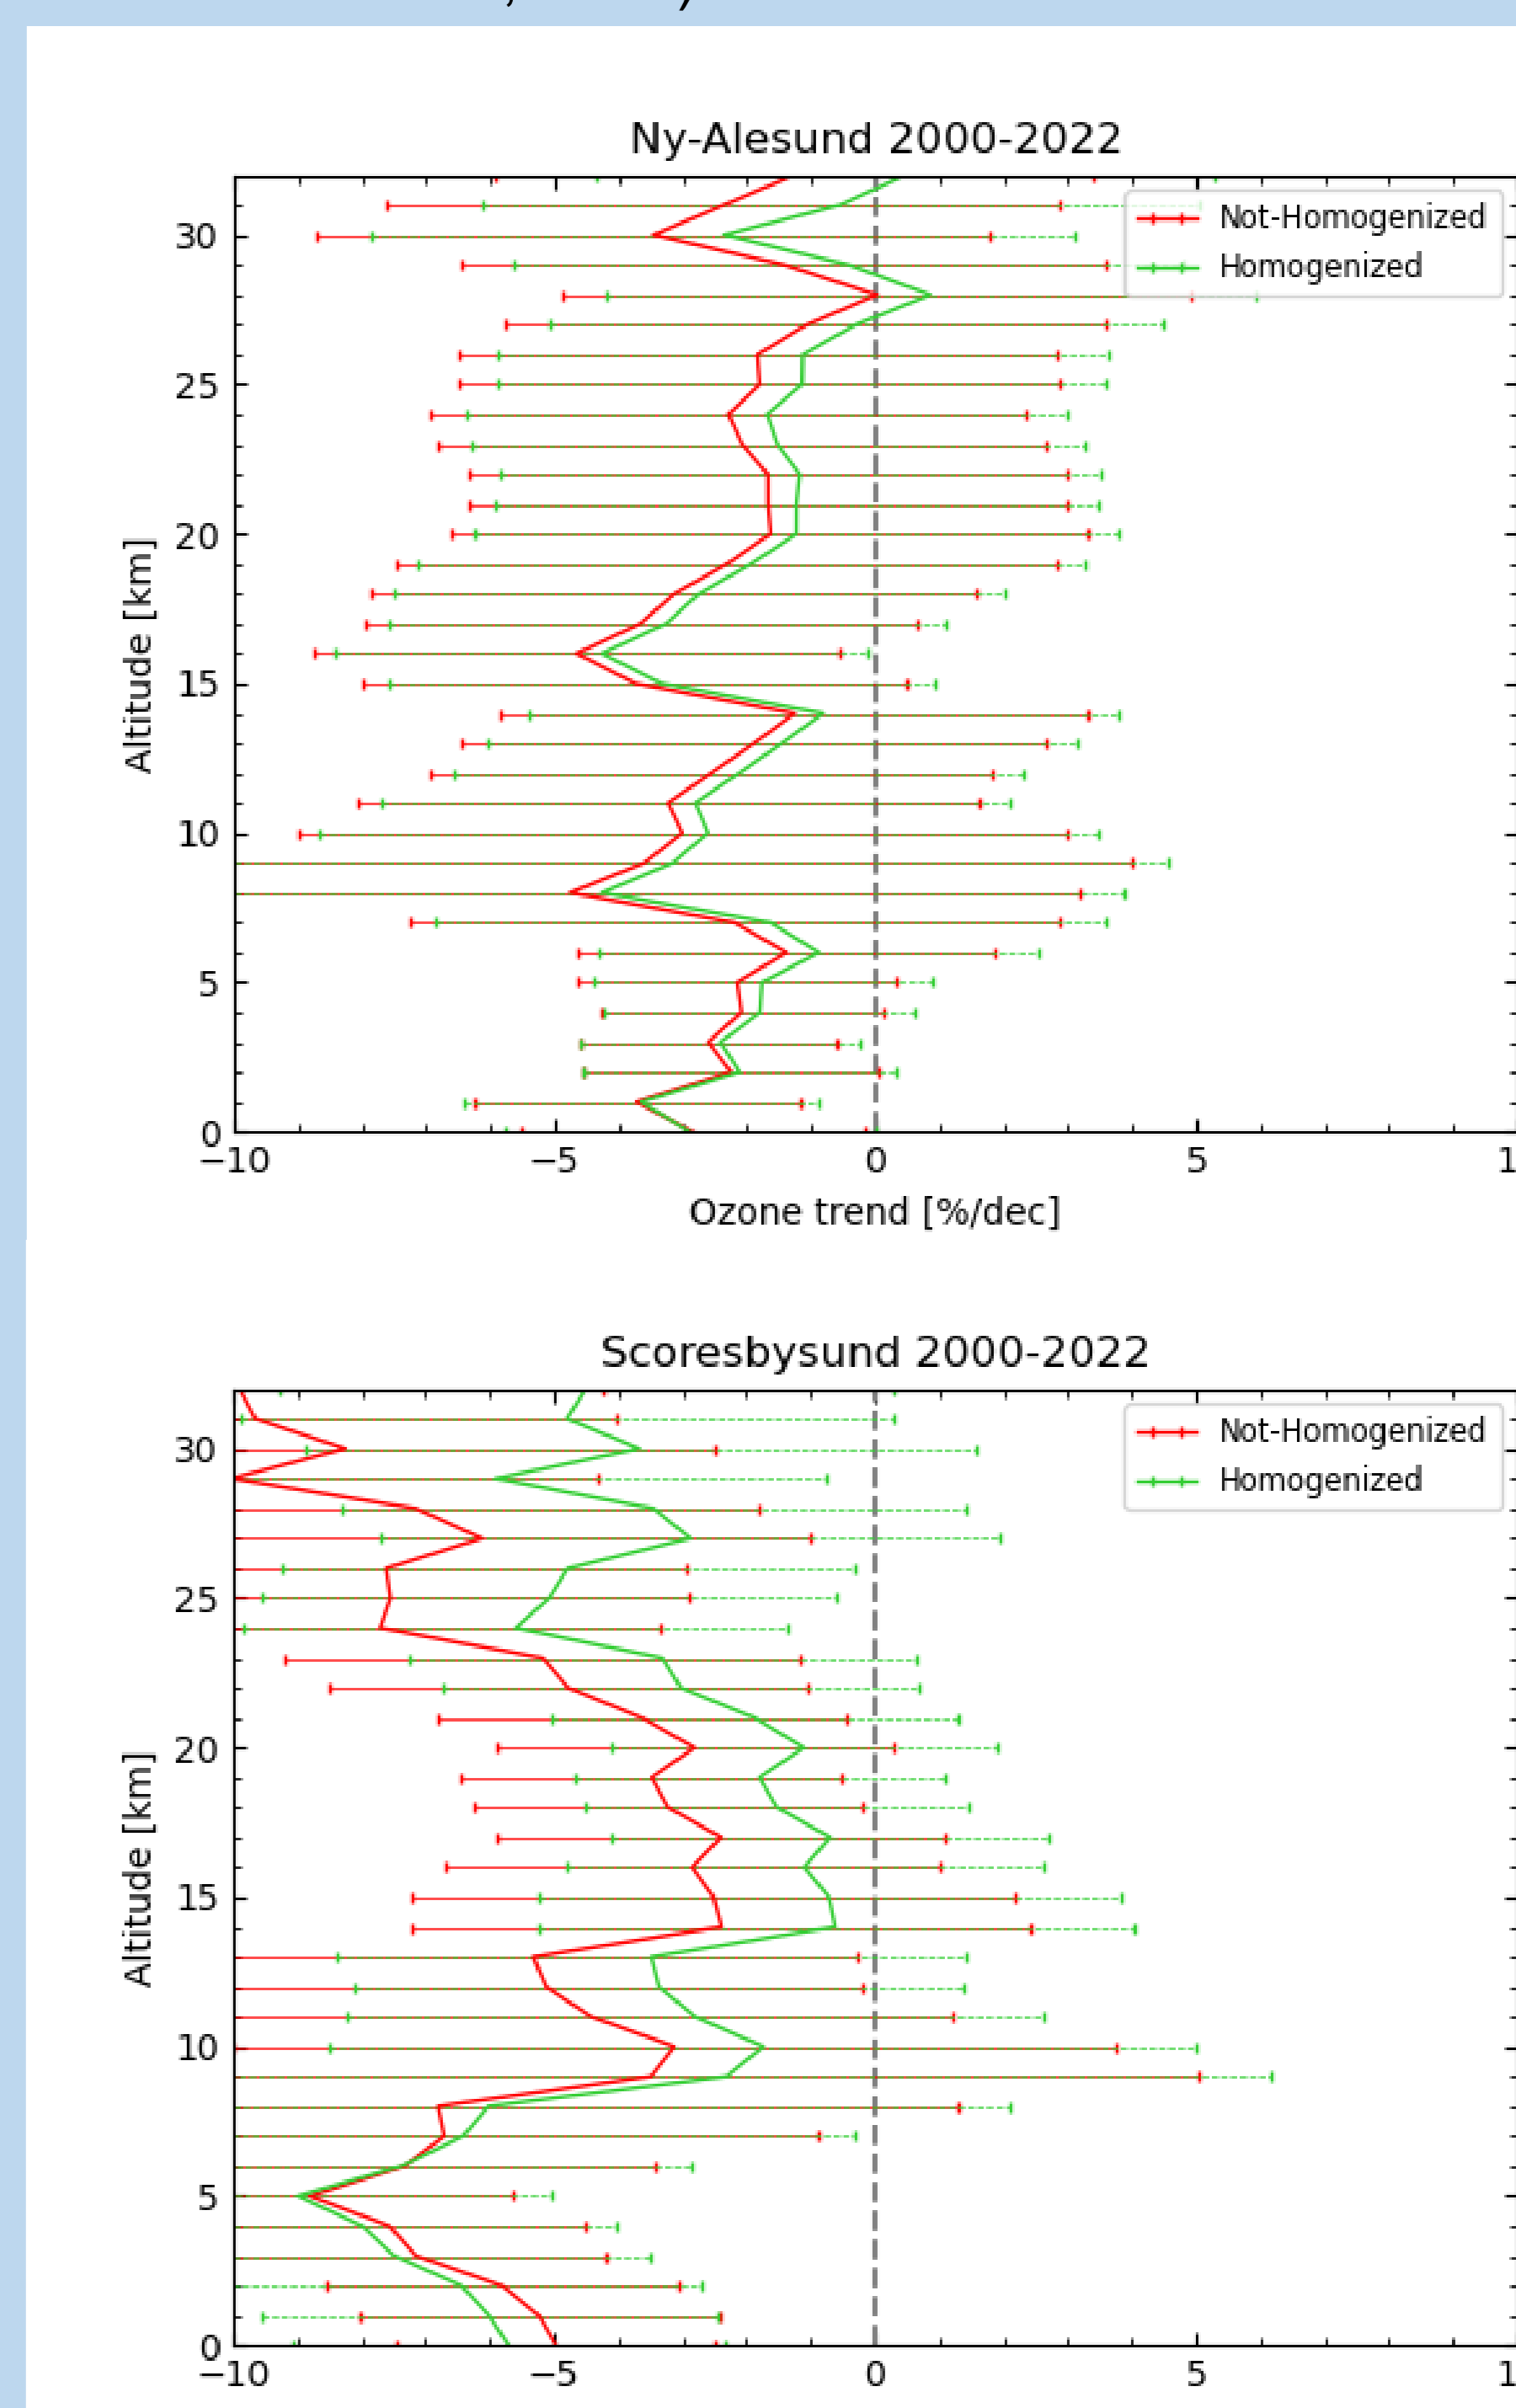 Ny-Alesund 2000-2022
Not-Homogenized
Homogenized
30
25
20
15
10
5
0
Altitude [km]
−10 −5 0 5
Ozone trend [%/dec]
Scoresbysund 2000-2022
Not-Homogenized
Homogenized
30
25
20
15
10
5
0
Altitude [km]
−10 −5 0 5